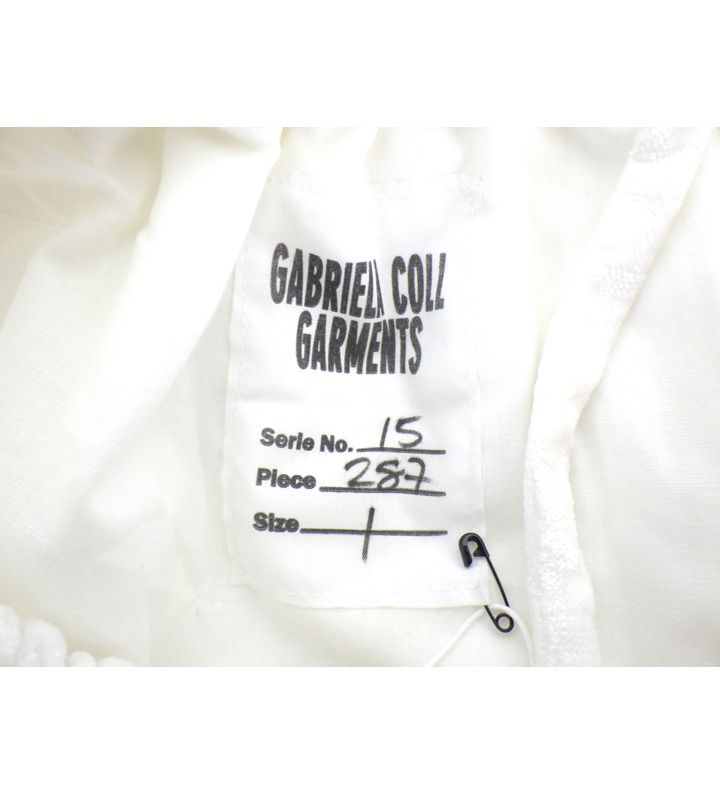 GABRIELA COLL
GARMENTS
Serie No. 15
Piece 287
Size 1